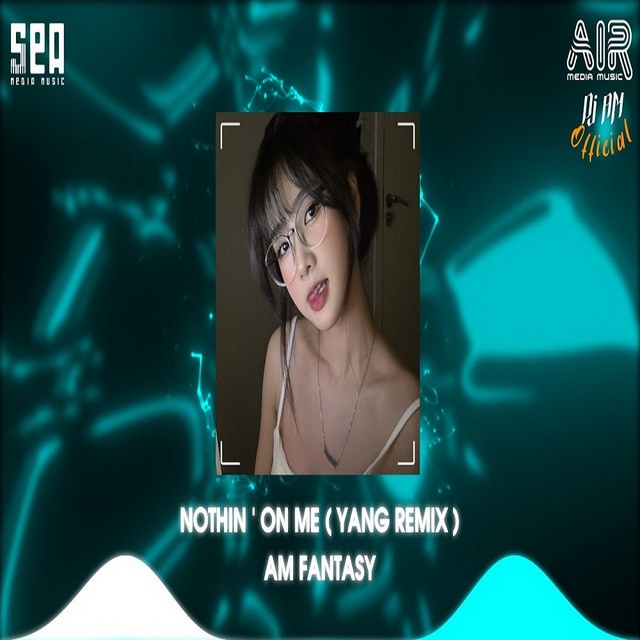 SEA
MEDIA MUSIC
AIR
MEDIA MUSIC
Dj AM
Official
NOTHIN ' ON ME ( YANG REMIX )
AM FANTASY